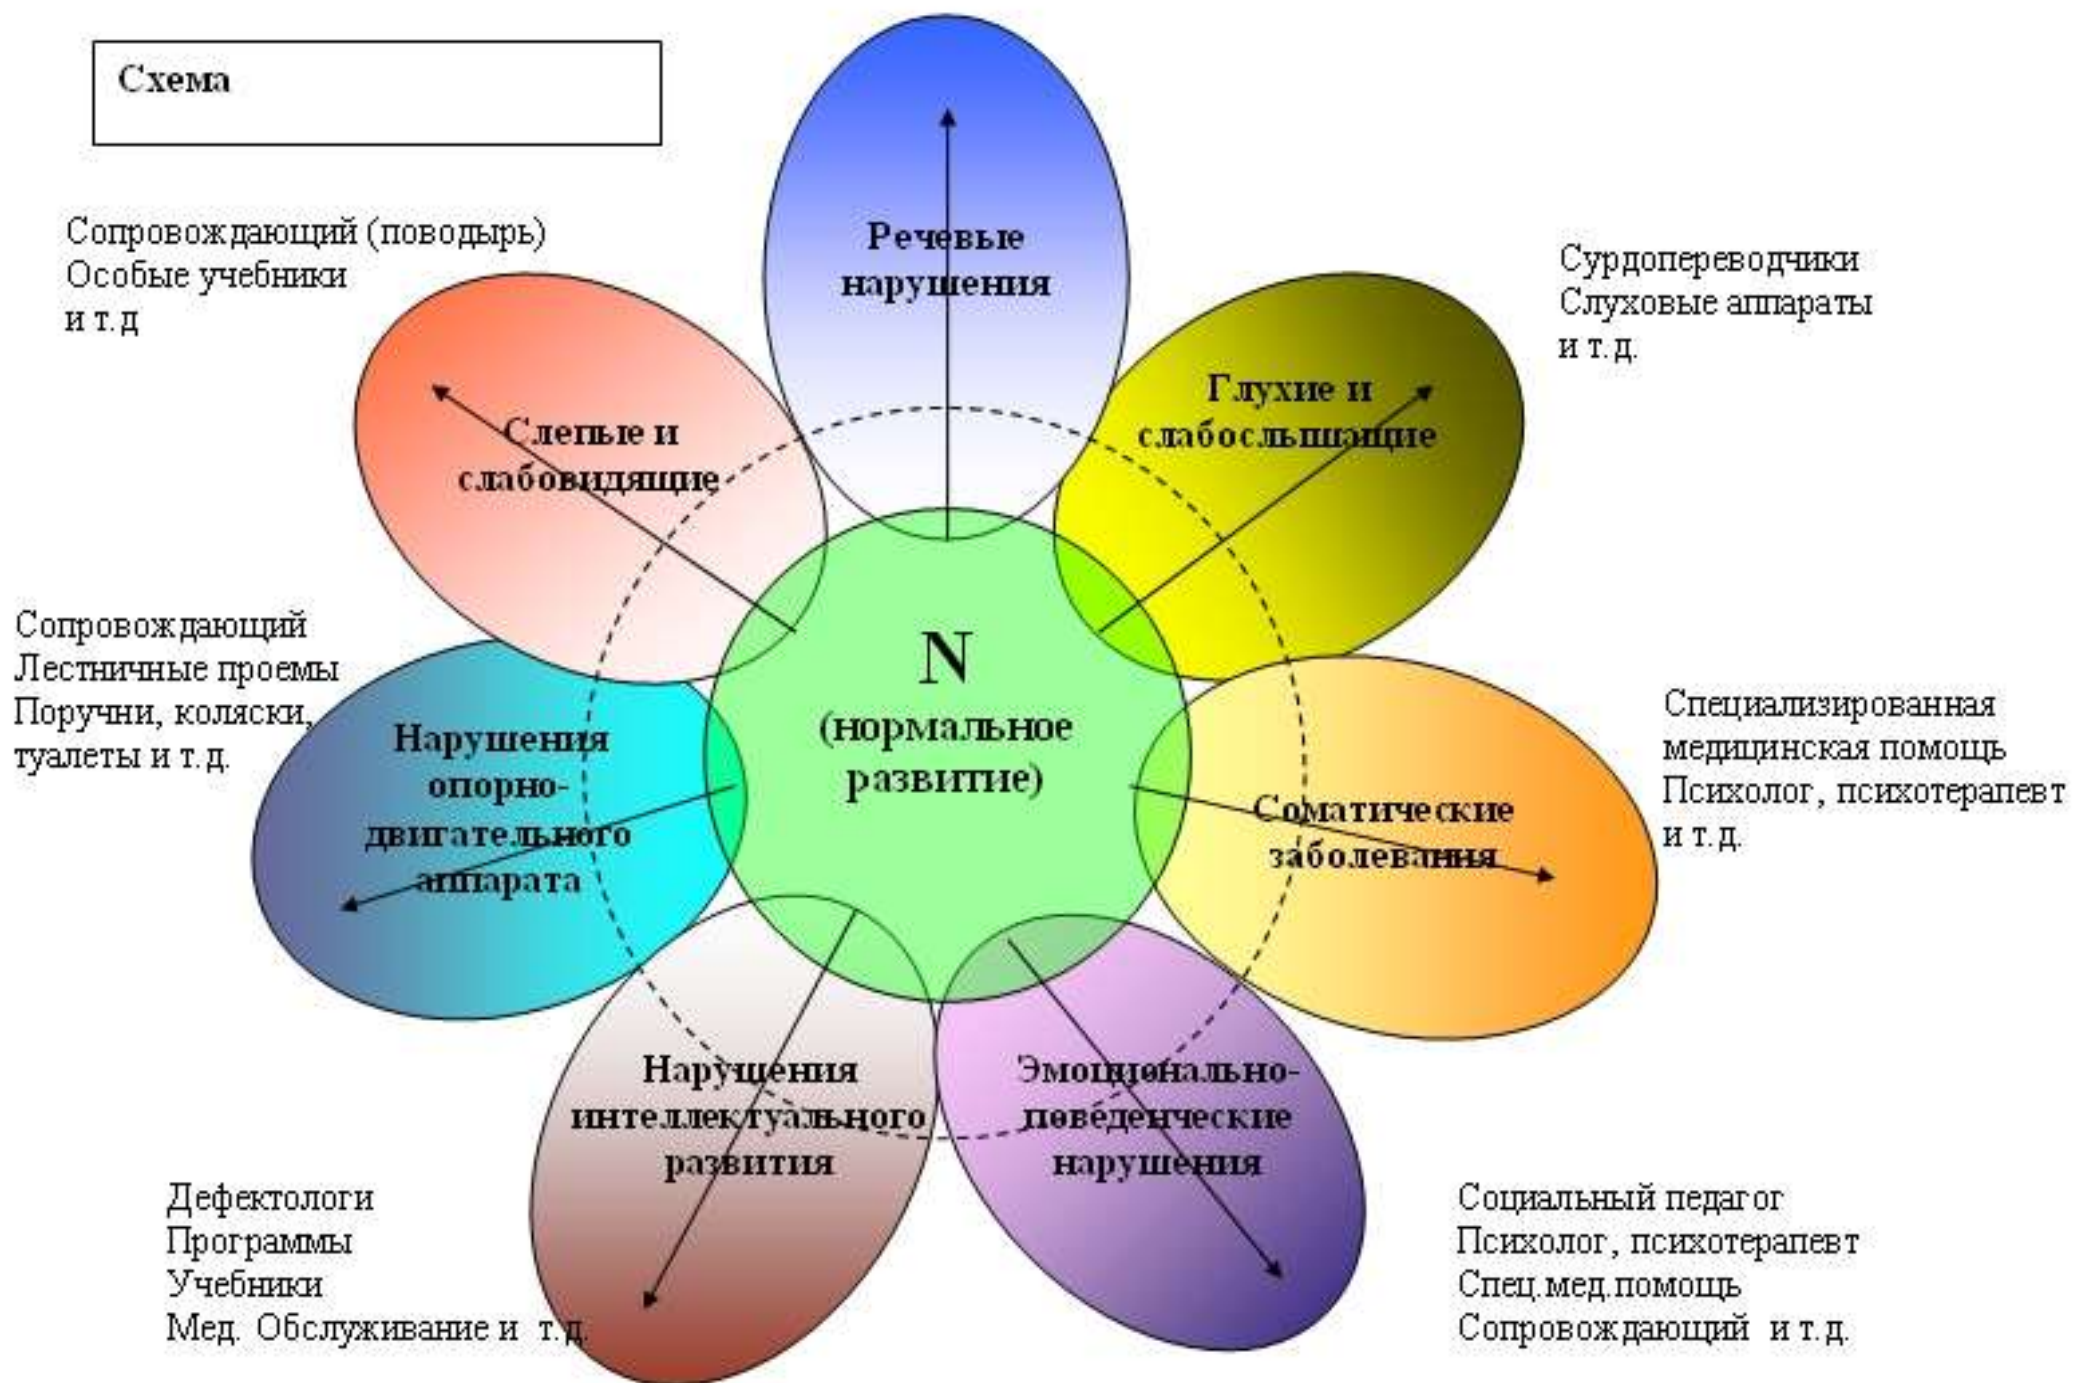 Схема
Речевые
нарушения
Сопровождающий (поводырь)
Особые учебники
и т.д
Слепые и
слабовидящие
Сурдопереводчики
Слуховые аппараты
и т.д.
Глухие и
слабослышащие
Сопровождающий
Лестничные проемы
Поручни, коляски,
туалеты и т.д.
Нарушения
опорно-
двигательного
аппарата
N
(нормальное
развитие)
Специализированная
медицинская помощь
Психолог, психотерапевт
и т.д.
Соматические
заболевания
Нарушения
интеллектуального
развития
Эмоционально-
поведенческие
нарушения
Дефектологи
Программы
Учебники
Мед. Обслуживание и т.д.
Социальный педагог
Психолог, психотерапевт
Спец.мед.помощь
Сопровождающий и т.д.